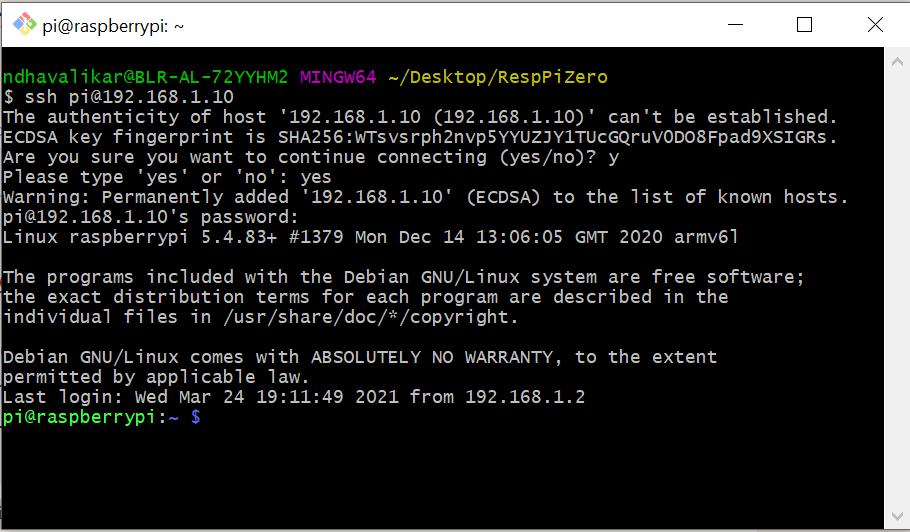 pi@raspberrypi: ~
ndhavalikar@BLR-AL-72YYHM2 MINGW64 ~/Desktop/RespPiZero
$ ssh pi@192.168.1.10
The authenticity of host '192.168.1.10 (192.168.1.10)' can't be established.
ECDSA key fingerprint is SHA256:WTsvsrph2nvp5YYUZJY1TUcGQruV0DO8Fpad9XSIGRs.
Are you sure you want to continue connecting (yes/no)? y
Please type 'yes' or 'no': yes
Warning: Permanently added '192.168.1.10' (ECDSA) to the list of known hosts.
pi@192.168.1.10's password:
Linux raspberrypi 5.4.83+ #1379 Mon Dec 14 13:06:05 GMT 2020 armv6l
The programs included with the Debian GNU/Linux system are free software;
the exact distribution terms for each program are described in the
individual files in /usr/share/doc/*/copyright.
Debian GNU/Linux comes with ABSOLUTELY NO WARRANTY, to the extent
permitted by applicable law.
Last login: Wed Mar 24 19:11:49 2021 from 192.168.1.2
pi@raspberrypi:~ $